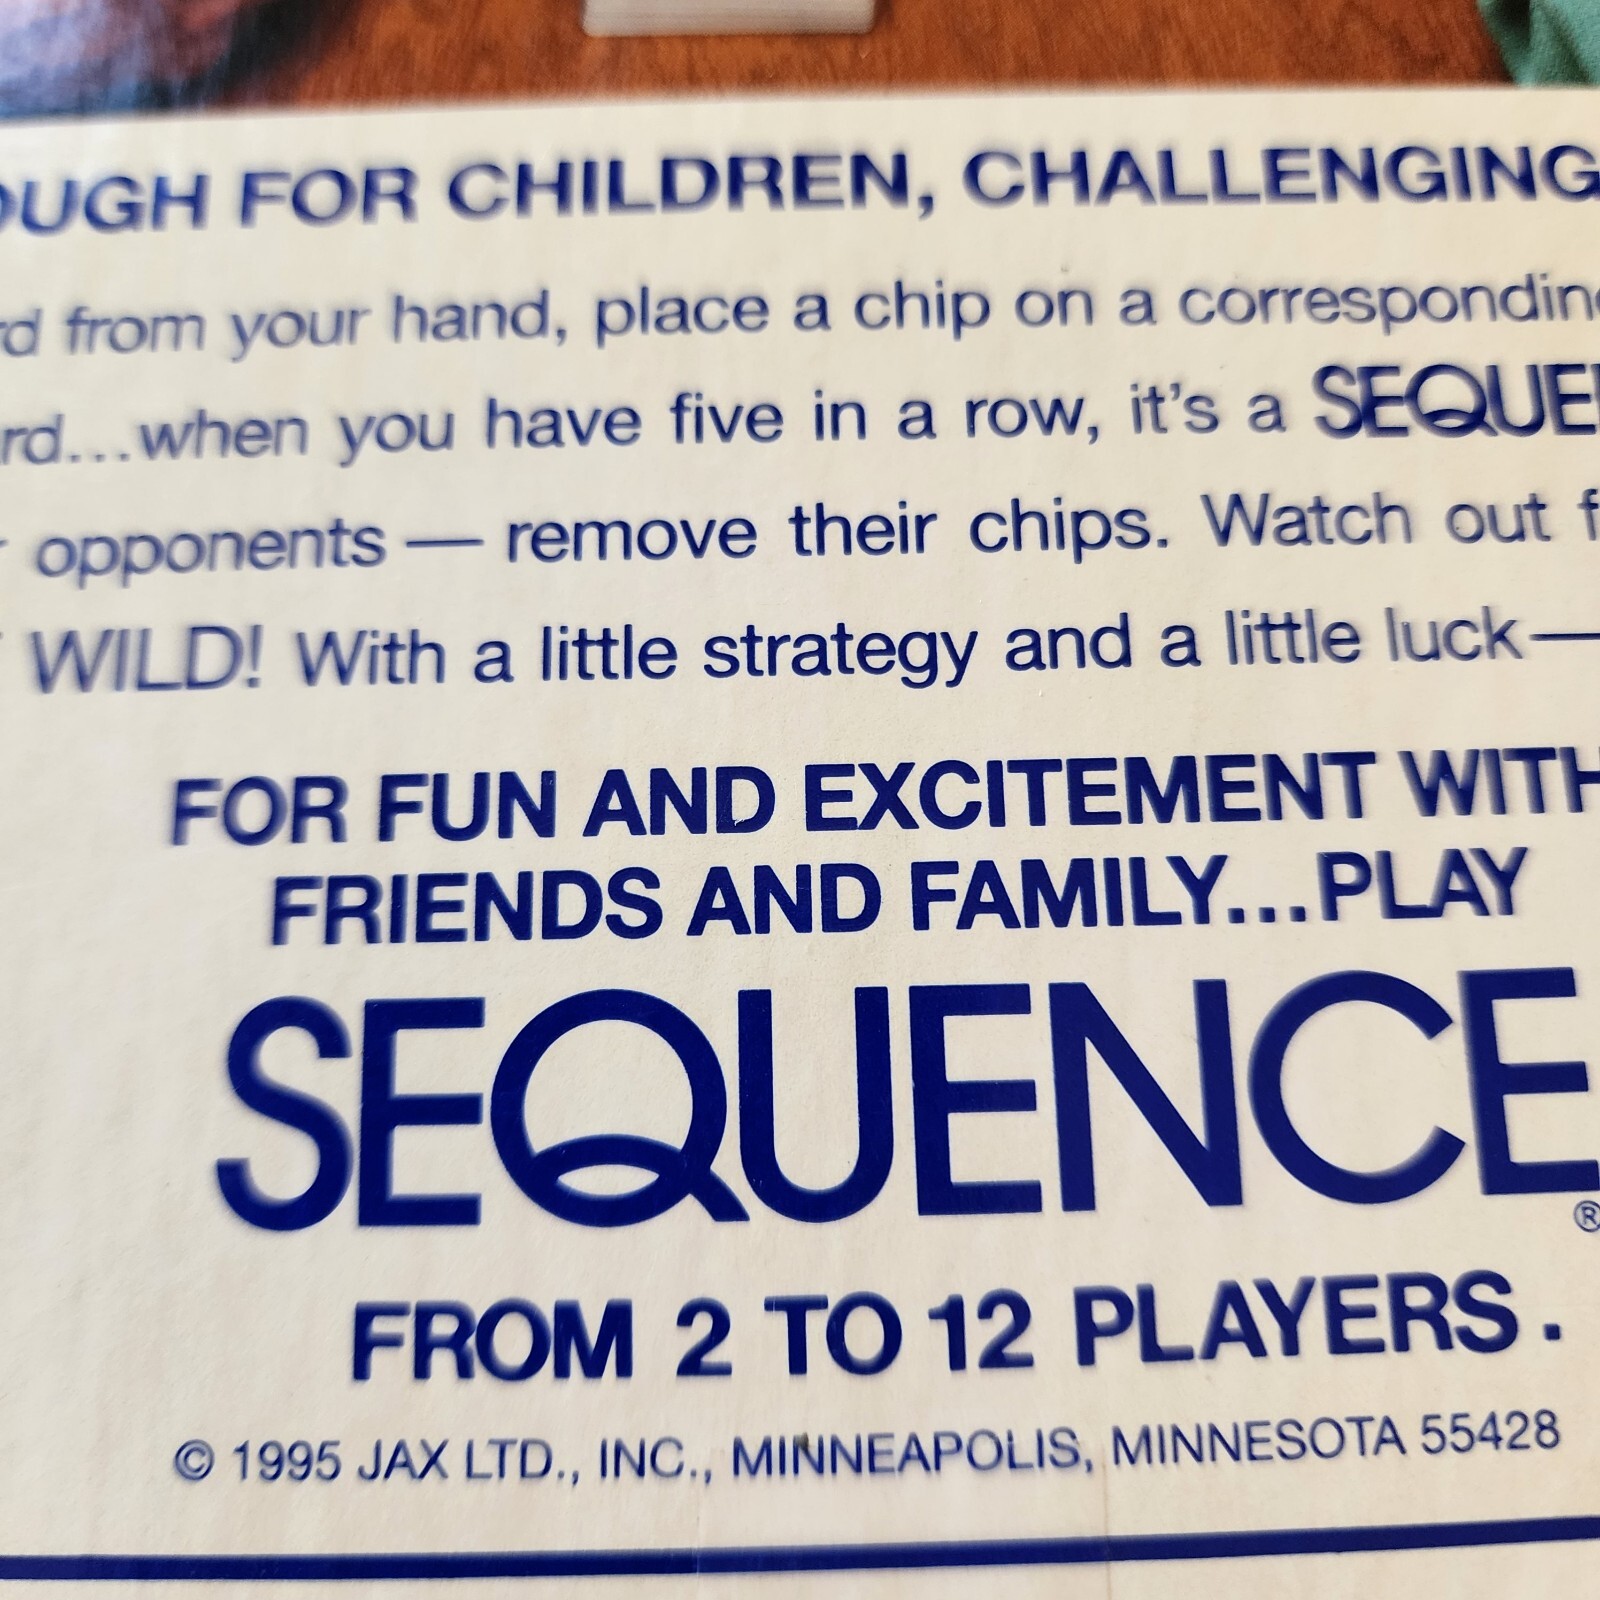 OUGH FOR CHILDREN, CHALLENGING
rd from your hand, place a chip on a corresponding
rd...when you have five in a row, it's a SEQUE
r opponents — remove their chips. Watch out f
WILD! With a little strategy and a little luck—
FOR FUN AND EXCITEMENT WITH
FRIENDS AND FAMILY...PLAY
SEQUENCE®
FROM 2 TO 12 PLAYERS.
© 1995 JAX LTD., INC., MINNEAPOLIS, MINNESOTA 55428